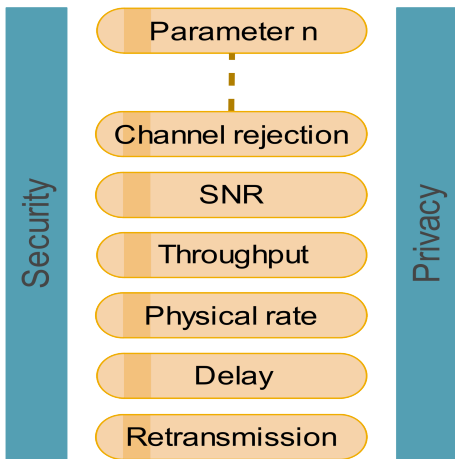 Parameter n
Channel rejection
SNR
Throughput
Physical rate
Delay
Retransmission
Security
Privacy